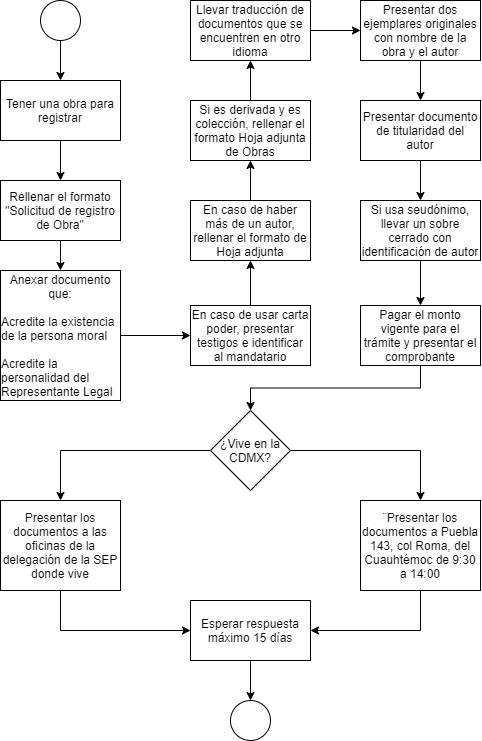 Tener una obra para
registrar
Rellenar el formato
"Solicitud de registro
de Obra"
Anexar documento
que:
Acredite la existencia
de la persona moral
Acredite la
personalidad del
Representante Legal
En caso de usar carta
poder, presentar
testigos e identificar
al mandatario
En caso de haber
más de un autor,
rellenar el formato de
Hoja adjunta
Si es derivada y es
colección, rellenar el
formato Hoja adjunta
de Obras
Llevar traducción de
documentos que se
encuentren en otro
idioma
Presentar dos
ejemplares originales
con nombre de la
obra y el autor
Presentar documento
de titularidad del
autor
Si usa seudónimo,
llevar un sobre
cerrado con
identificación de autor
Pagar el monto
vigente para el
trámite y presentar el
comprobante
¿Vive en la
CDMX?
Presentar los
documentos a las
oficinas de la
delegación de la SEP
donde vive
¨Presentar los
documentos a Puebla
143, col Roma, del
Cuauhtémoc de 9:30
a 14:00
Esperar respuesta
máximo 15 días